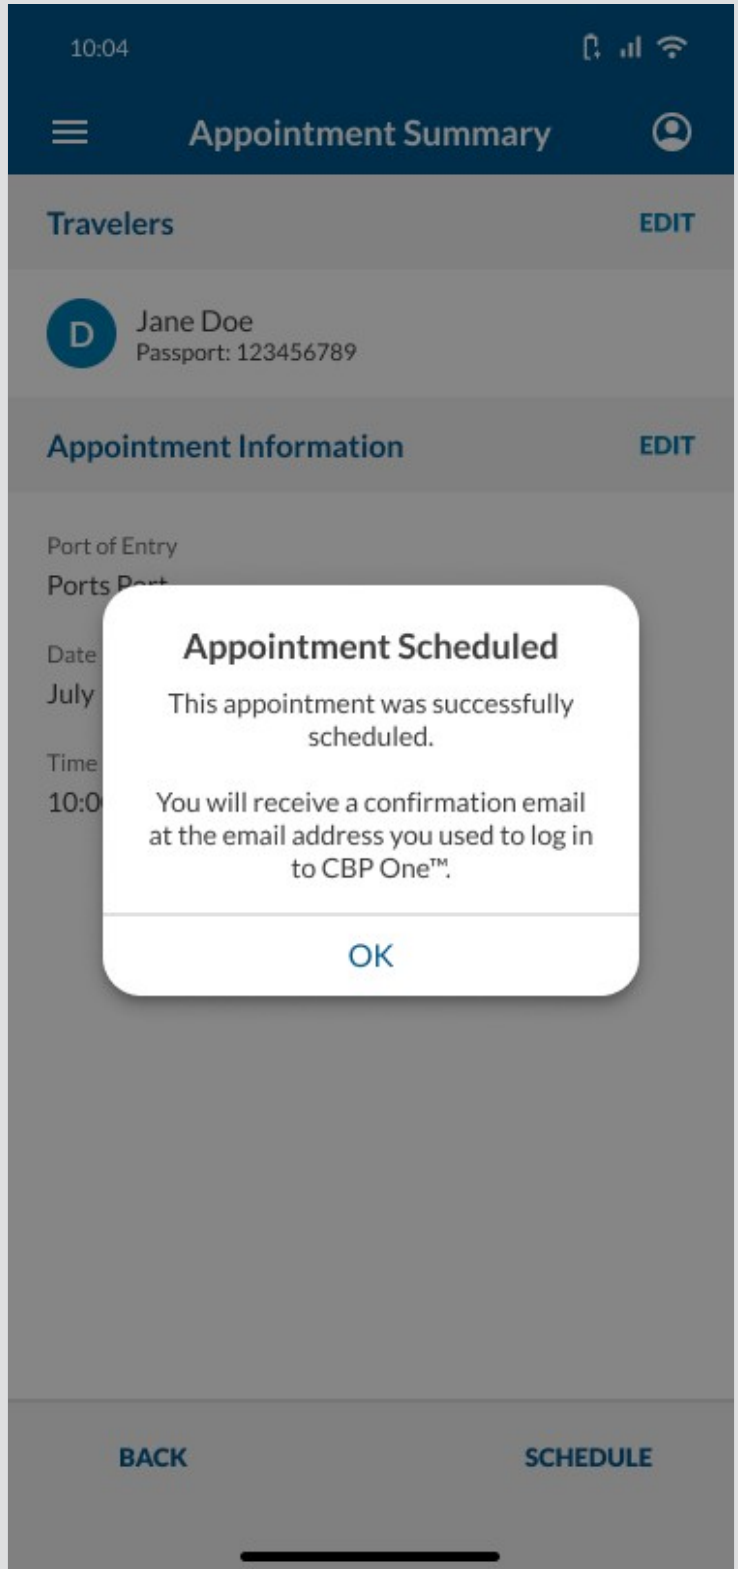 10:04
Appointment Summary
Travelers EDIT
D
Jane Doe
Passport: 123456789
Appointment Information EDIT
Port of Entry
Ports Port
Date
July
Time
Appointment Scheduled
This appointment was successfully
scheduled.
You will receive a confirmation email
at the email address you used to log in
to CBP One™.
OK
BACK SCHEDULE